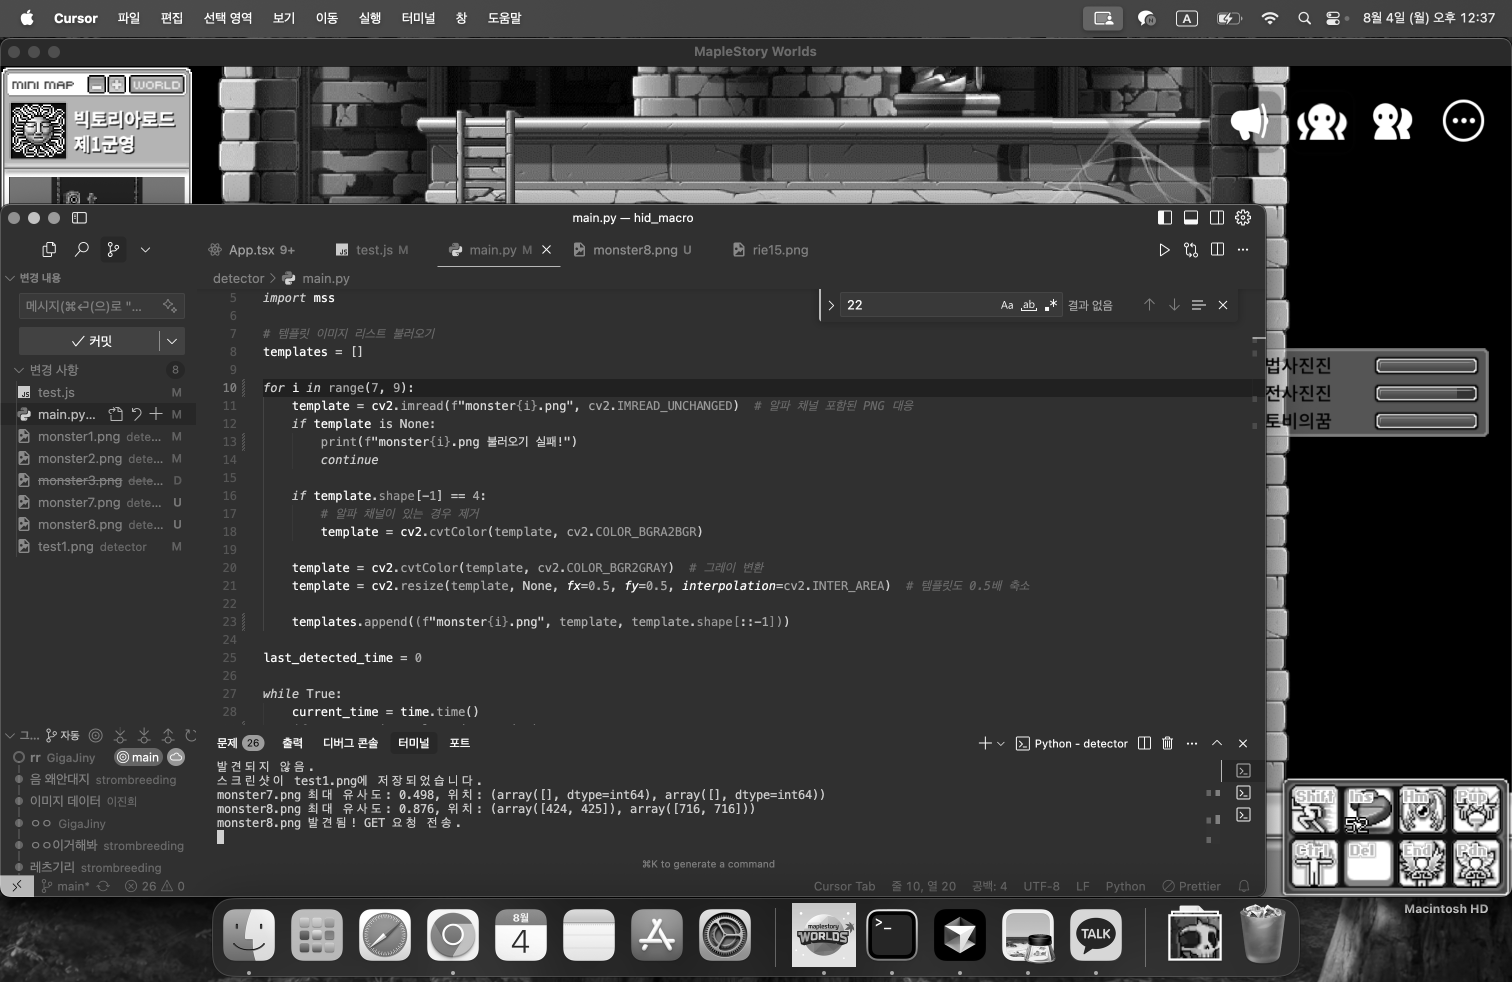 Cursor 파일 편집 선택 영역 보기 이동 실행 터미널 창 도움말
A 8월 4일 (월) 오후 12:37
MapleStory Worlds
MINI MAP WORLD
빅토리아로드
제1군영
main.py — hid_macro
App.tsx 9+ test.js M main.py M monster8.png U rie15.png
detector > main.py
변경 내용
메시지(⌘⏎(으)로 "...
커밋
변경 사항 8
test.js M
main.py... M
monster1.png dete... M
monster2.png dete... M
monster3.png dete... D
monster7.png dete... U
monster8.png dete... U
test1.png detector M
22 Aa ab 결과 없음
5 import mss
6
7 # 템플릿 이미지 리스트 불러오기
8 templates = []
9
10 for i in range(7, 9):
11 template = cv2.imread(f"monster{i}.png", cv2.IMREAD_UNCHANGED) # 알파 채널 포함된 PNG 대응
12 if template is None:
13 print(f"monster{i}.png 불러오기 실패!")
14 continue
15
16 if template.shape[-1] == 4:
17 # 알파 채널이 있는 경우 제거
18 template = cv2.cvtColor(template, cv2.COLOR_BGRA2BGR)
19
20 template = cv2.cvtColor(template, cv2.COLOR_BGR2GRAY) # 그레이 변환
21 template = cv2.resize(template, None, fx=0.5, fy=0.5, interpolation=cv2.INTER_AREA) # 템플릿도 0.5배 축소
22
23 templates.append((f"monster{i}.png", template, template.shape[::-1]))
24
25 last_detected_time = 0
26
27 while True:
28 current_time = time.time()
법사진진
전사진진
토비의꿈
그... 자동
rr GigaJiny main
음 왜안대지 strombreeding
이미지 데이터 이진희
ㅇㅇ GigaJiny
ㅇㅇ이거해봐 strombreeding
레츠기리 strombreeding
문제 26 출력 디버그 콘솔 터미널 포트 Python - detector
발견되지 않음.
스크린샷이 test1.png에 저장되었습니다.
monster7.png 최대 유사도: 0.498, 위치: (array([], dtype=int64), array([], dtype=int64))
monster8.png 최대 유사도: 0.876, 위치: (array([424, 425]), array([716, 716]))
monster8.png 발견됨! GET 요청 전송.
⌘K to generate a command
main* 26 0 Cursor Tab 줄 10, 열 20 공백: 4 UTF-8 LF Python Prettier
Shift Ins Hm Pup
52
Ctrl Del End Pdn
Macintosh HD
8월
4
maplestory
WORLDS
>_
TALK